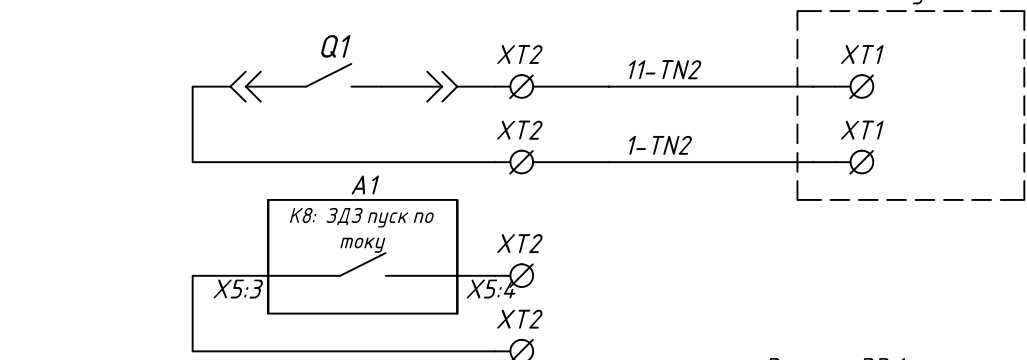 Q1
XT2
11-TN2
XT1
XT2
1-TN2
XT1
A1
K8: ЗДЗ пуск по
току
XT2
X5:3
X5:4
XT2